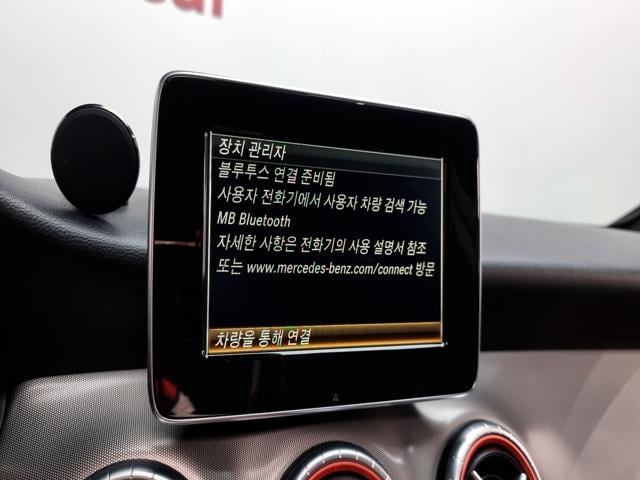 장치 관리자
블루투스 연결 준비됨
사용자 전화기에서 사용자 차량 검색 가능
MB Bluetooth
자세한 사항은 전화기의 사용 설명서 참조
또는 www.mercedes-benz.com/connect 방문
차량을 통해 연결